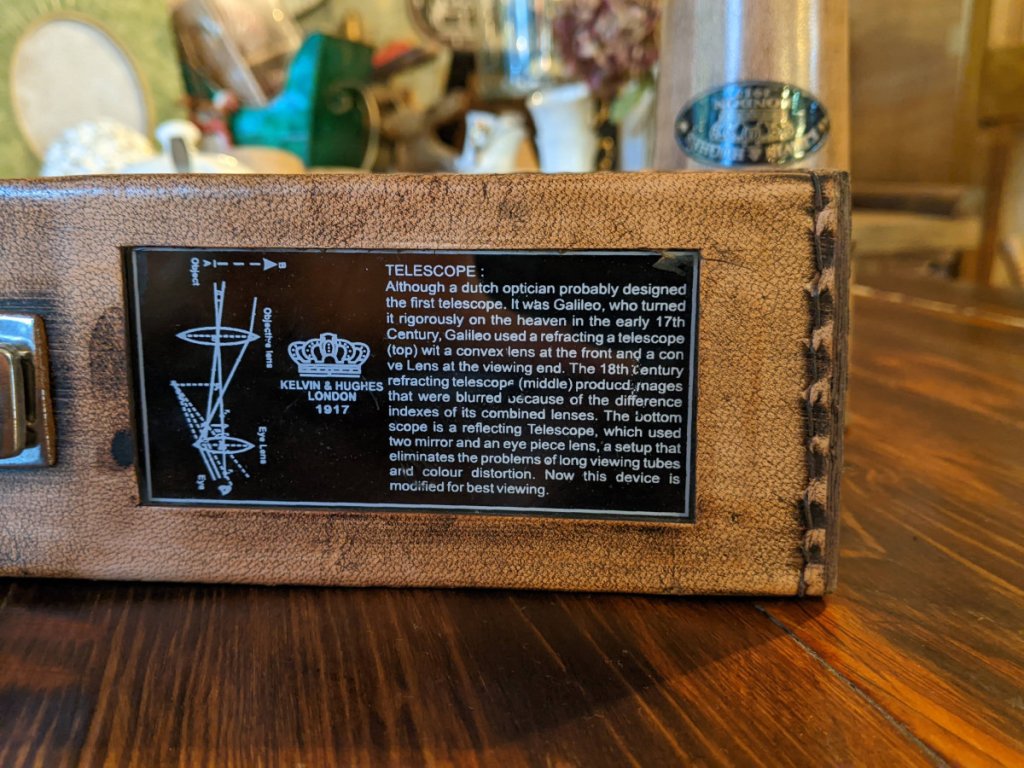 TELESCOPE :
Although a dutch optician probably designed
the first telescope. It was Galileo, who turned
it rigorously on the heaven in the early 17th
Century, Galileo used a refracting a telescope
(top) wit a convex lens at the front and a con
ve Lens at the viewing end. The 18th century
refracting telescope (middle) producd images
that were blurred because of the difference
indexes of its combined lenses. The bottom
scope is a reflecting Telescope, which used
two mirror and an eye piece lens, a setup that
eliminates the problems of long viewing tubes
and colour distortion. Now this device is
modified for best viewing.
KELVIN & HUGHES
LONDON
1917
Object
A
B
Objective lens
Eye Lens
Eye
LONDON
1917